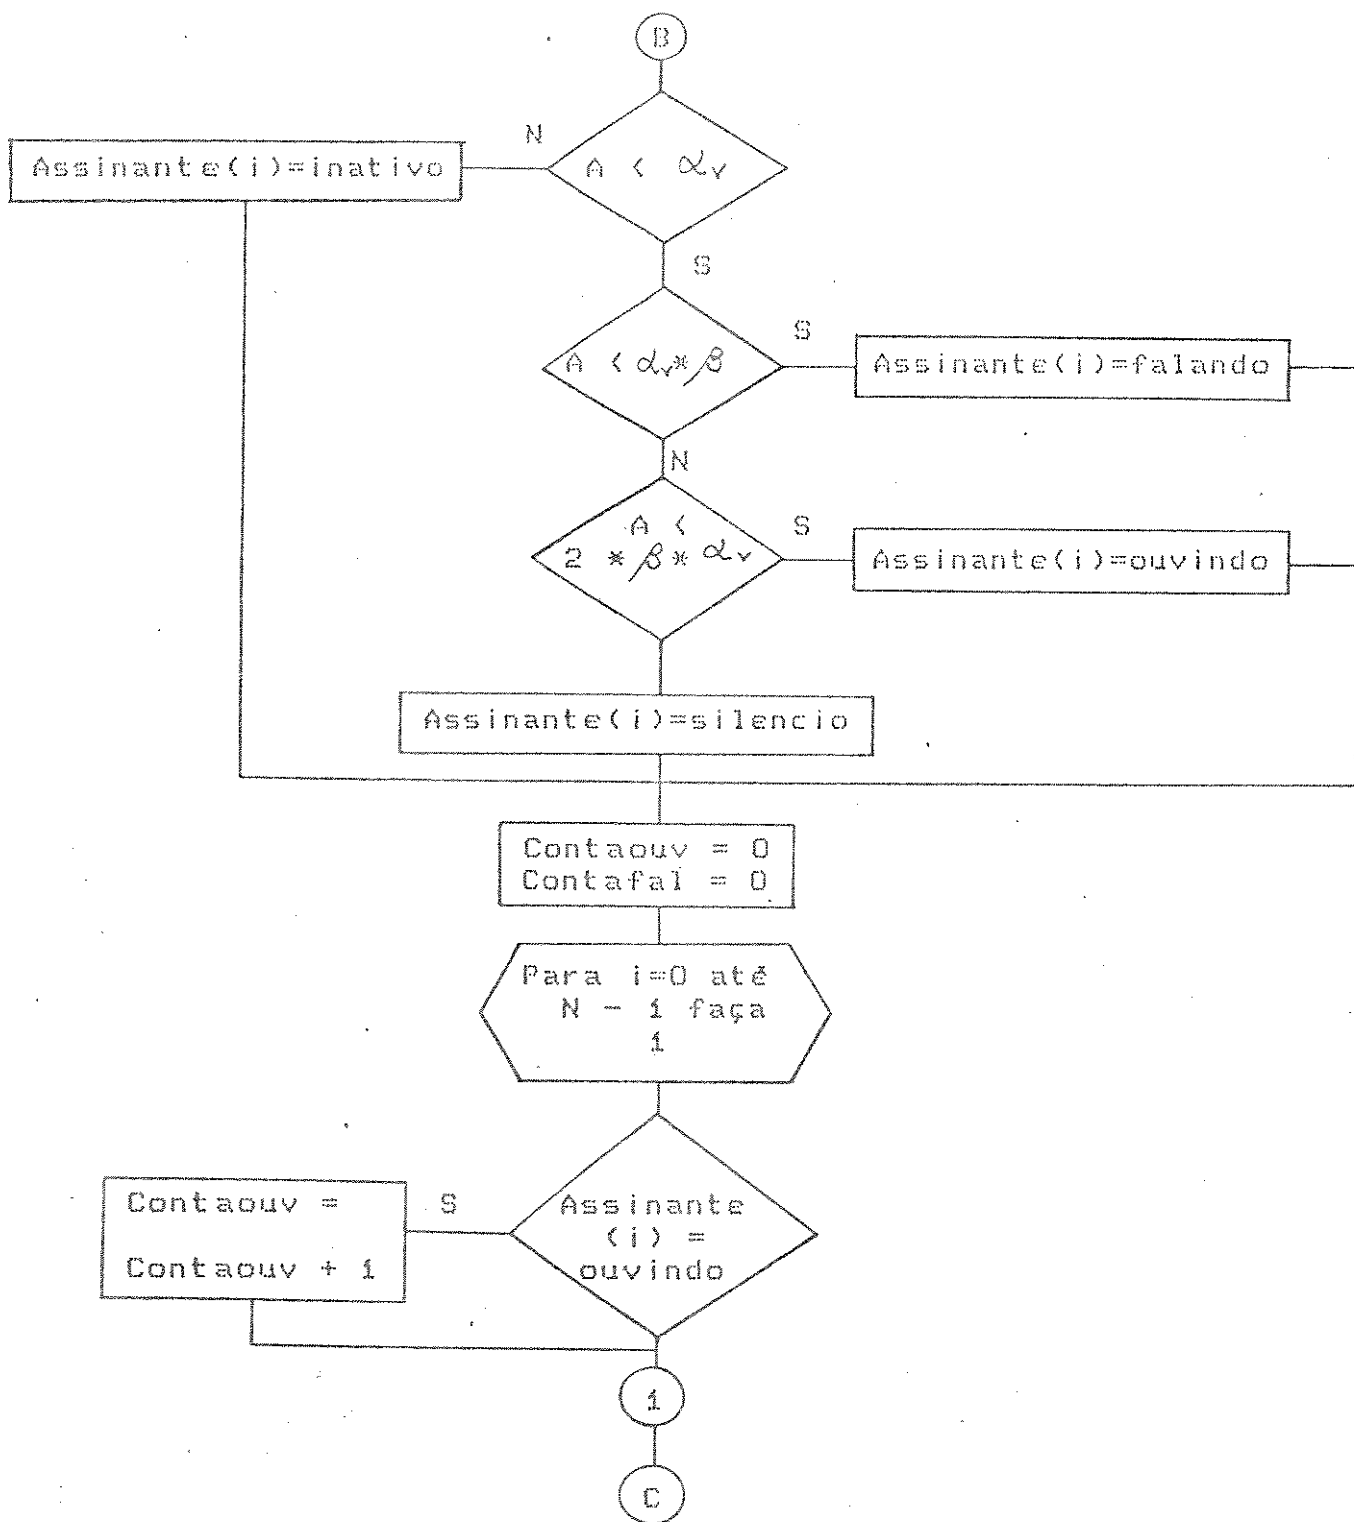 B
N
Assinante(i)=inativo
A < αv
S
A < αv* β
S
Assinante(i)=falando
N
A <
2 * β * αv
S
Assinante(i)=ouvindo
Assinante(i)=silencio
Contaouv = 0
Contafal = 0
Para i=0 até
N - 1 faça
1
Contaouv =
Contaouv + 1
S
Assinante
(i) =
ouvindo
1
C